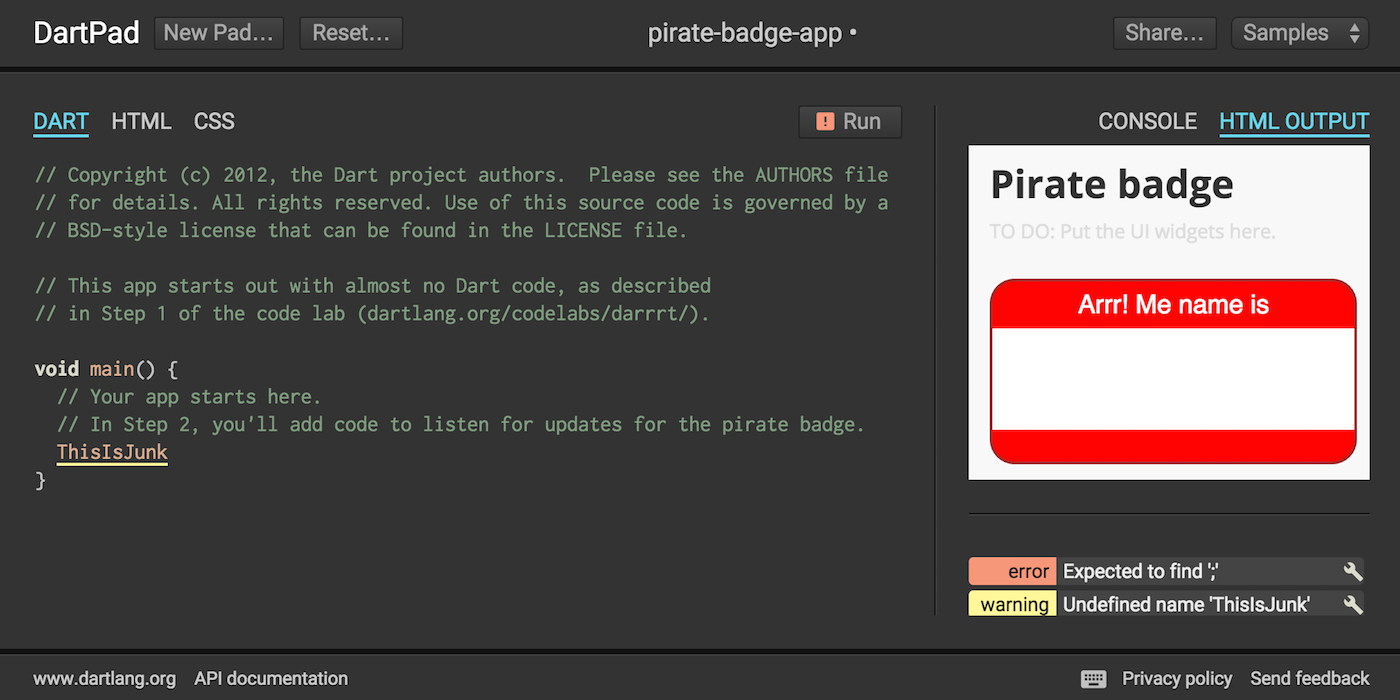 DartPad New Pad... Reset... pirate-badge-app • Share... Samples
DART HTML CSS ! Run
// Copyright (c) 2012, the Dart project authors.  Please see the AUTHORS file
// for details. All rights reserved. Use of this source code is governed by a
// BSD-style license that can be found in the LICENSE file.
// This app starts out with almost no Dart code, as described
// in Step 1 of the code lab (dartlang.org/codelabs/darrrt/).
void main() {
  // Your app starts here.
  // In Step 2, you'll add code to listen for updates for the pirate badge.
  ThisIsJunk
}
CONSOLE HTML OUTPUT
Pirate badge
TO DO: Put the UI widgets here.
Arrr! Me name is
error Expected to find ';'
warning Undefined name 'ThisIsJunk'
www.dartlang.org API documentation Privacy policy Send feedback